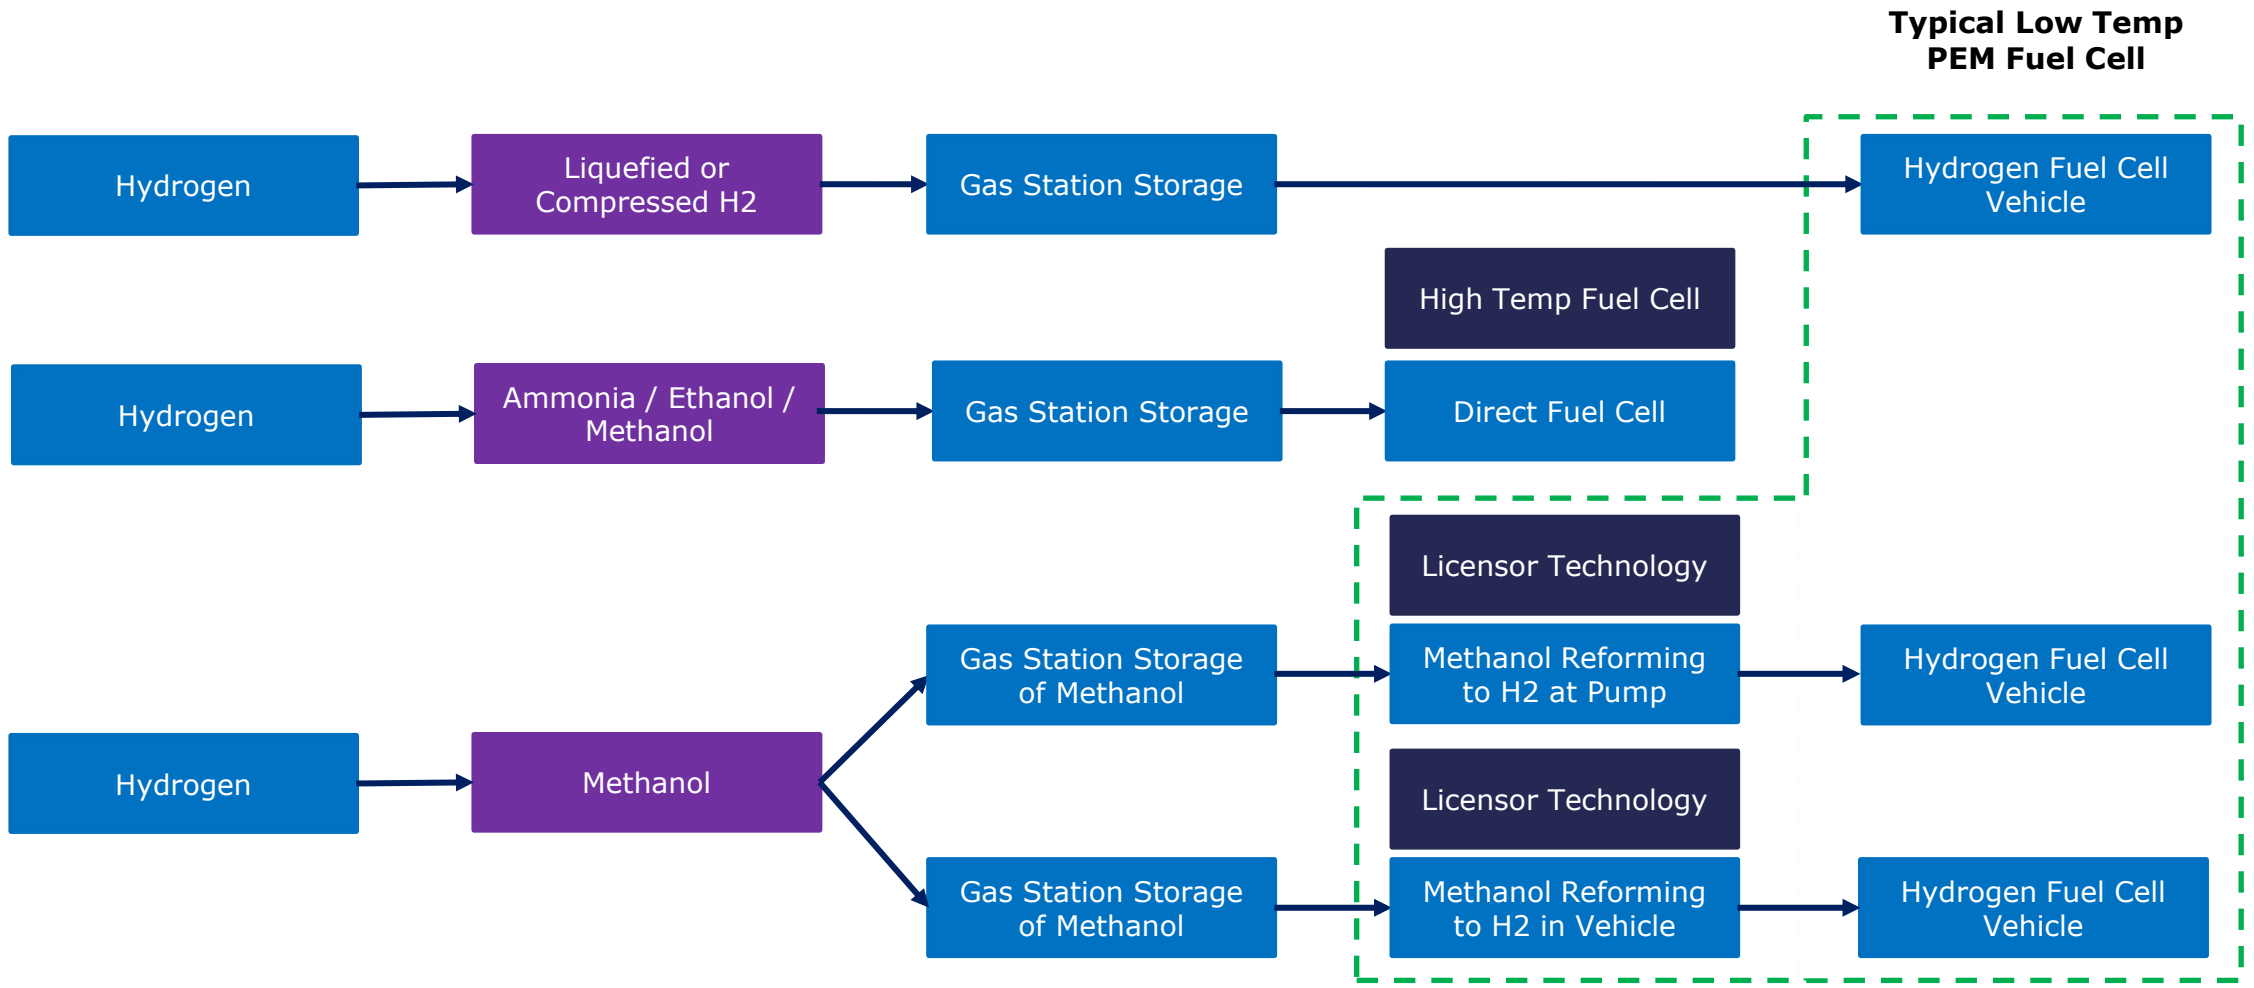 Typical Low Temp
PEM Fuel Cell
Hydrogen
Liquefied or
Compressed H2
Gas Station Storage
Hydrogen Fuel Cell
Vehicle
High Temp Fuel Cell
Hydrogen
Ammonia / Ethanol /
Methanol
Gas Station Storage
Direct Fuel Cell
Licensor Technology
Gas Station Storage
of Methanol
Methanol Reforming
to H2 at Pump
Hydrogen Fuel Cell
Vehicle
Hydrogen
Methanol
Licensor Technology
Gas Station Storage
of Methanol
Methanol Reforming
to H2 in Vehicle
Hydrogen Fuel Cell
Vehicle